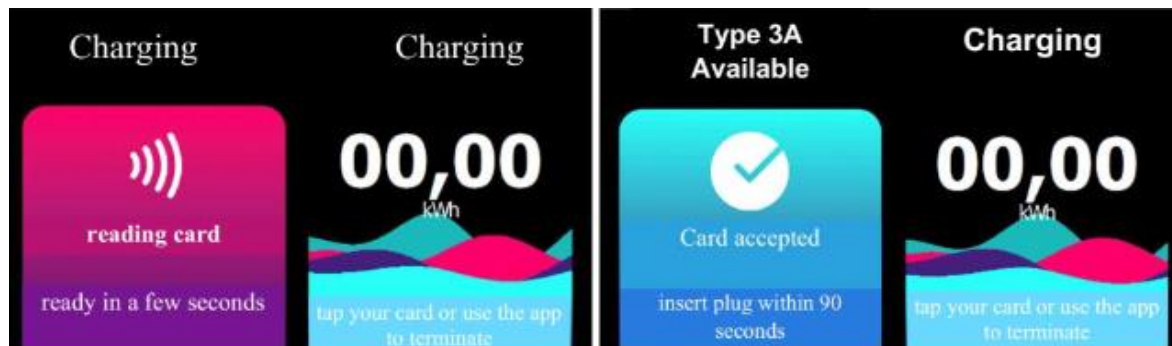 Charging
reading card
ready in a few seconds
Charging
00,00
kWh
tap your card or use the app
to terminate
Type 3A
Available
Card accepted
insert plug within 90
seconds
Charging
00,00
kWh
tap your card or use the app
to terminate